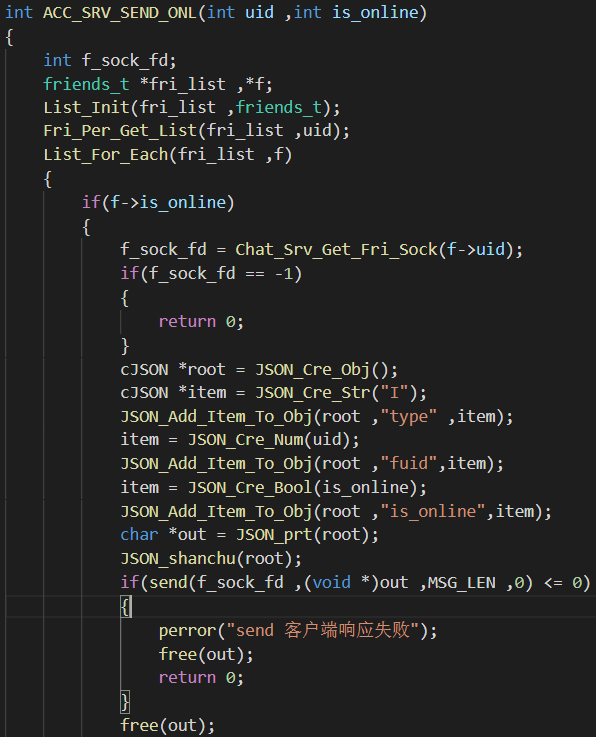 int ACC_SRV_SEND_ONL(int uid ,int is_online)
{
    int f_sock_fd;
    friends_t *fri_list ,*f;
    List_Init(fri_list ,friends_t);
    Fri_Per_Get_List(fri_list ,uid);
    List_For_Each(fri_list ,f)
    {
        if(f->is_online)
        {
            f_sock_fd = Chat_Srv_Get_Fri_Sock(f->uid);
            if(f_sock_fd == -1)
            {
                return 0;
            }
            cJSON *root = JSON_Cre_Obj();
            cJSON *item = JSON_Cre_Str("I");
            JSON_Add_Item_To_Obj(root ,"type" ,item);
            item = JSON_Cre_Num(uid);
            JSON_Add_Item_To_Obj(root ,"fuid",item);
            item = JSON_Cre_Bool(is_online);
            JSON_Add_Item_To_Obj(root ,"is_online",item);
            char *out = JSON_prt(root);
            JSON_shanchu(root);
            if(send(f_sock_fd ,(void *)out ,MSG_LEN ,0) <= 0)
            {
                perror("send 客户端响应失败");
                free(out);
                return 0;
            }
            free(out);